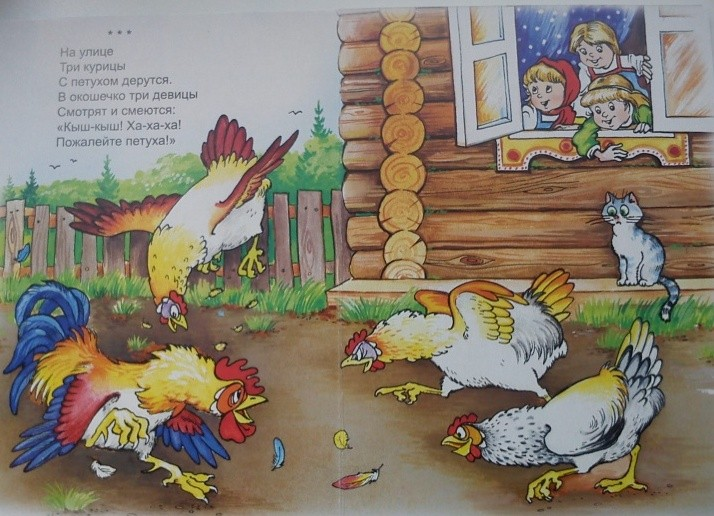 * * *
На улице
Три курицы
С петухом дерутся.
В окошечко три девицы
Смотрят и смеются:
«Кыш-кыш! Ха-ха-ха!
Пожалейте петуха!»